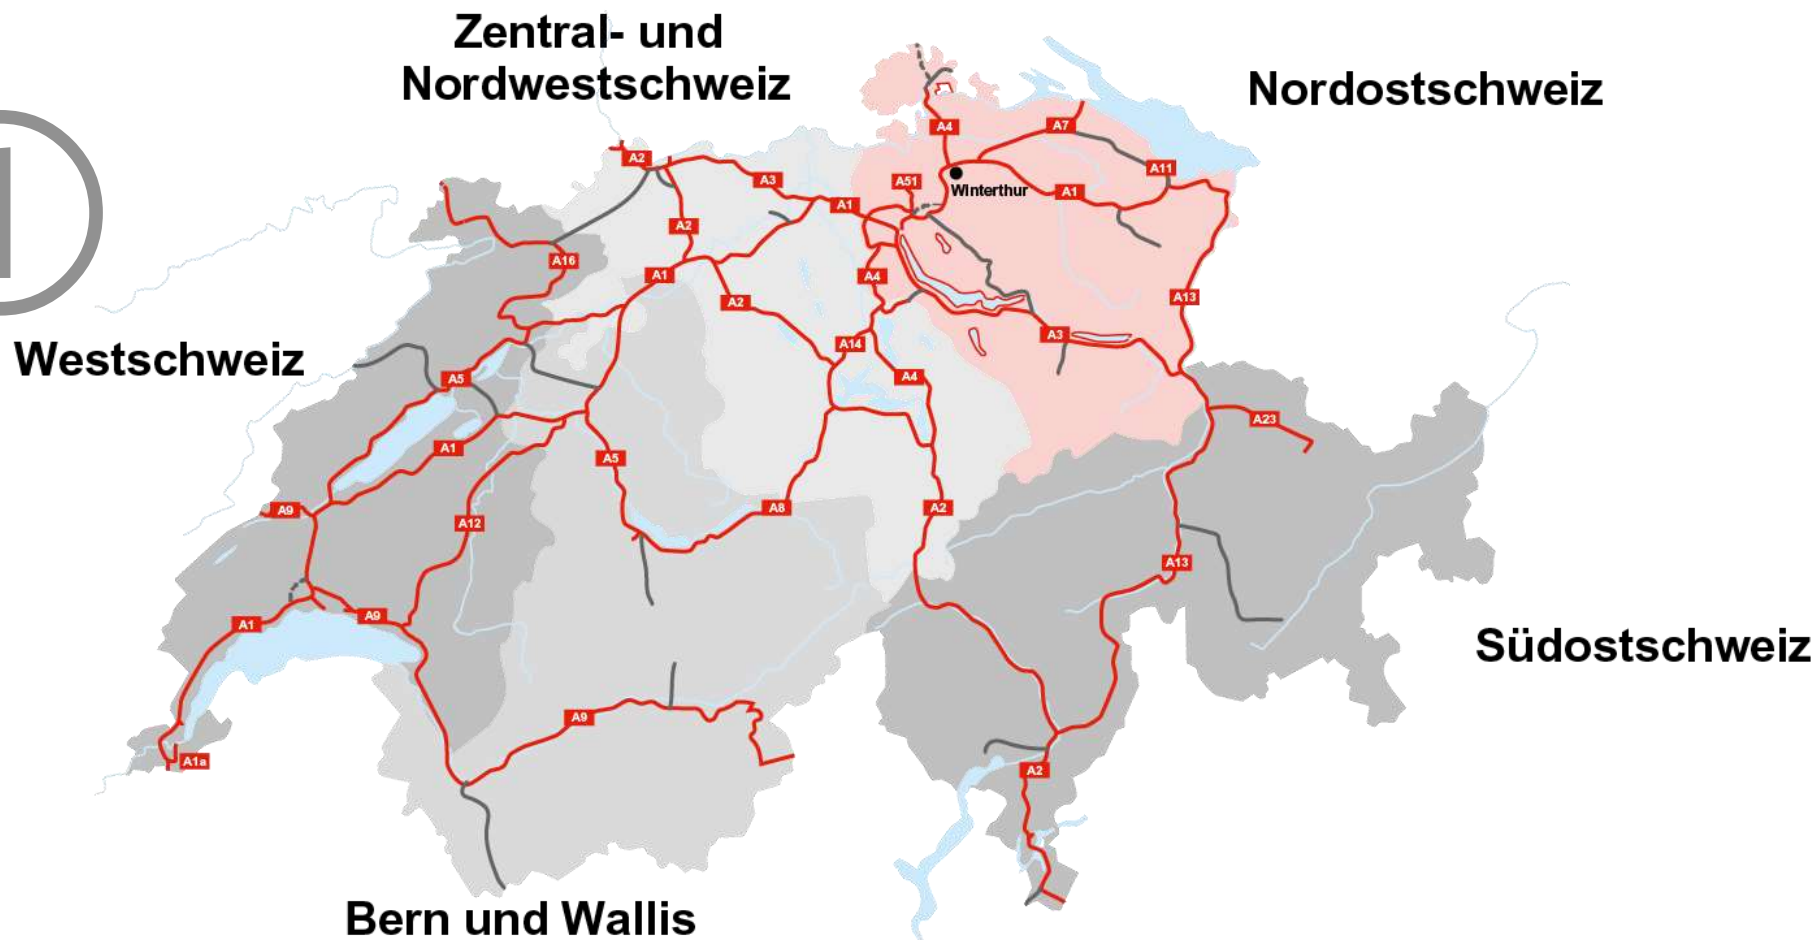 Zentral- und
Nordwestschweiz
Nordostschweiz
A4
A7
A2
A11
A3
A51
Winterthur
A1
A1
A2
A16
A1
A4
A2
A13
A3
A14
Westschweiz
A5
A4
A23
A1
A5
A9
A8
A2
A12
A13
A1
A9
Südostschweiz
A9
A1a
A2
Bern und Wallis